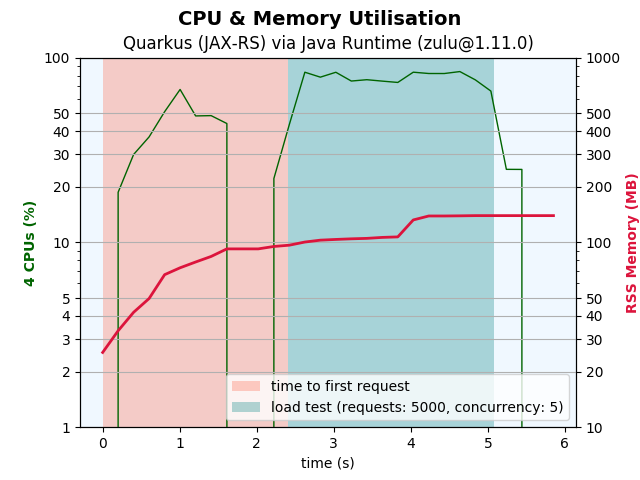 CPU & Memory Utilisation
Quarkus (JAX-RS) via Java Runtime (zulu@1.11.0)
4 CPUs (%)
100
50
40
30
20
10
5
4
3
2
1
1000
500
400
300
200
100
50
40
30
20
10
RSS Memory (MB)
time to first request
load test (requests: 5000, concurrency: 5)
0 1 2 3 4 5 6
time (s)